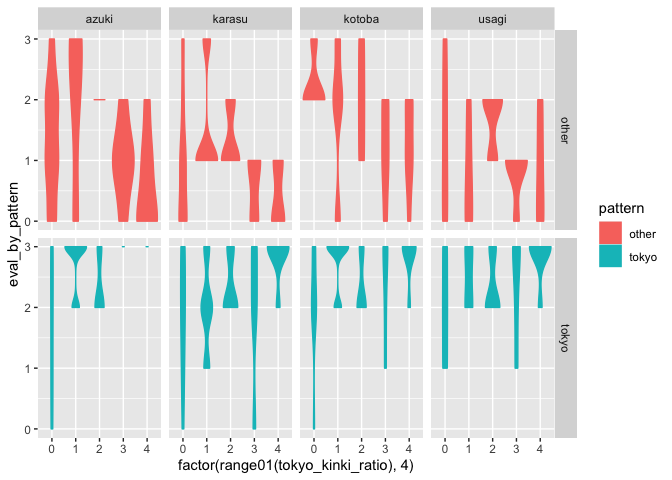 azuki karasu kotoba usagi
3
2
1
0
other
3
2
1
0
tokyo
eval_by_pattern
0 1 2 3 4 0 1 2 3 4 0 1 2 3 4 0 1 2 3 4
factor(range01(tokyo_kinki_ratio), 4)
pattern
other
tokyo